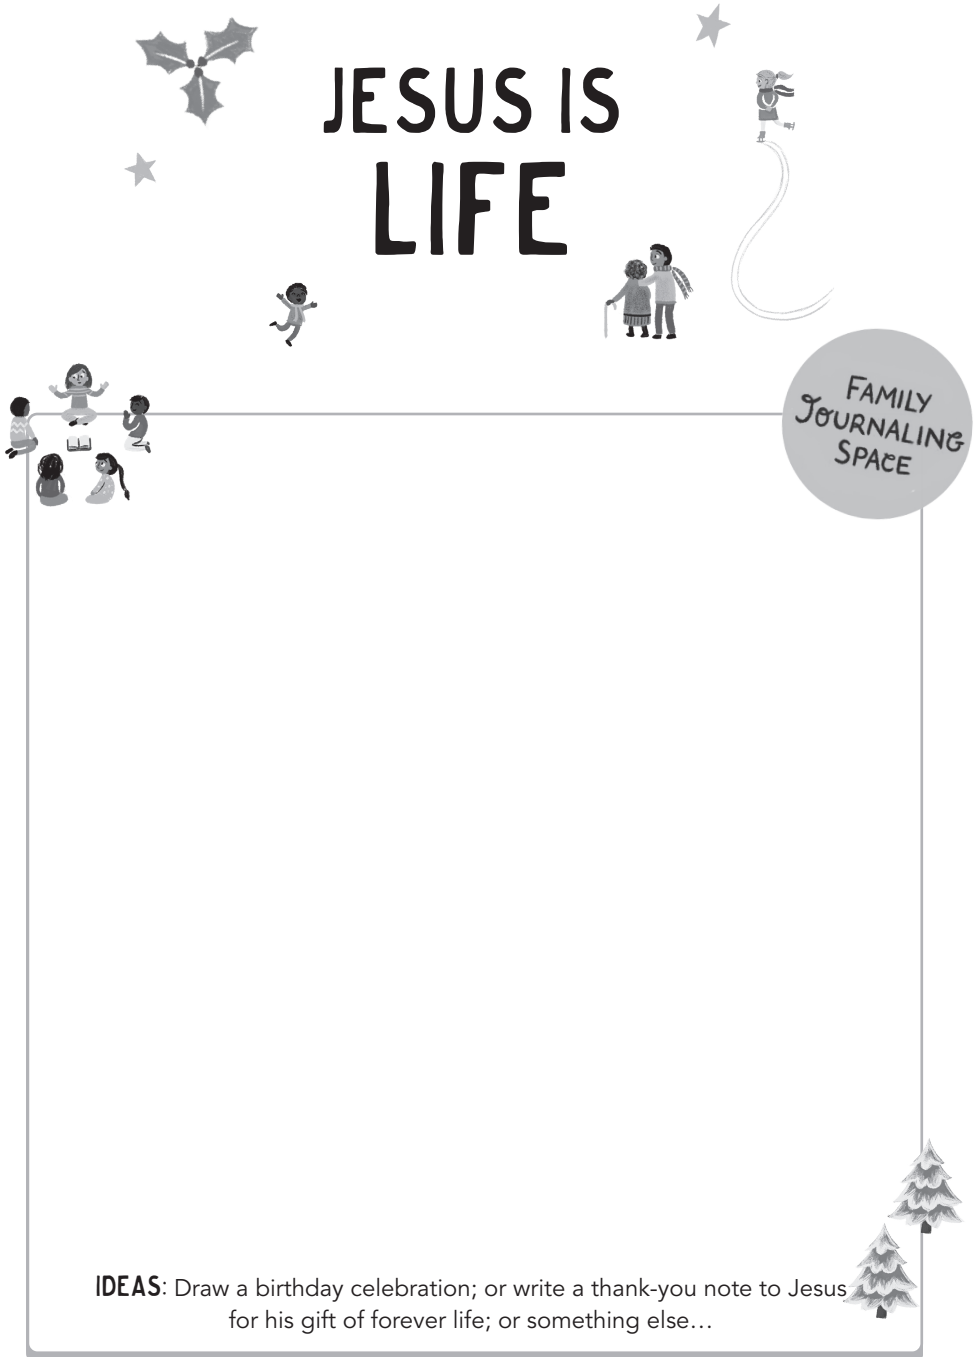 JESUS IS
LIFE
FAMILY
JOURNALING
SPACE
IDEAS: Draw a birthday celebration; or write a thank-you note to Jesus
for his gift of forever life; or something else…